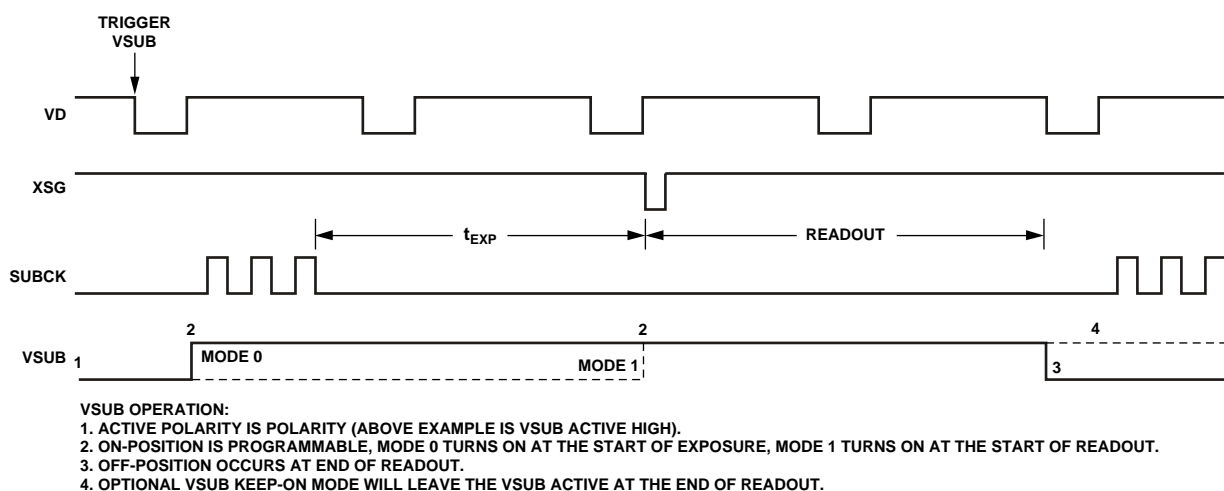 TRIGGER
VSUB
VD
XSG
tEXP
READOUT
SUBCK
2
2
4
VSUB
1
MODE 0
MODE 1
3
VSUB OPERATION:
1. ACTIVE POLARITY IS POLARITY (ABOVE EXAMPLE IS VSUB ACTIVE HIGH).
2. ON-POSITION IS PROGRAMMABLE, MODE 0 TURNS ON AT THE START OF EXPOSURE, MODE 1 TURNS ON AT THE START OF READOUT.
3. OFF-POSITION OCCURS AT END OF READOUT.
4. OPTIONAL VSUB KEEP-ON MODE WILL LEAVE THE VSUB ACTIVE AT THE END OF READOUT.